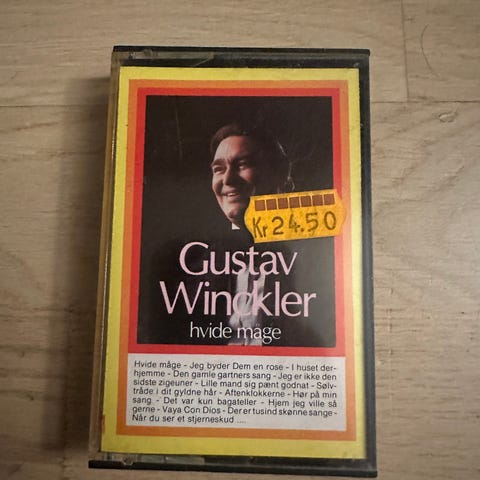 Kr 24.50
Gustav
Winckler
hvide måge
Hvide måge - Jeg byder Dem en rose - I huset der-
hjemme - Den gamle gartners sang - Jeg er ikke den
sidste zigeuner - Lille mand sig pænt godnat - Sølv-
tråde i dit gyldne hår - Aftenklokkerne - Hør på min
sang - Det var kun bagateller - Hjem jeg ville så
gerne - Vaya Con Dios - Der er tusind skønne sange -
Når du ser et stjerneskud ....